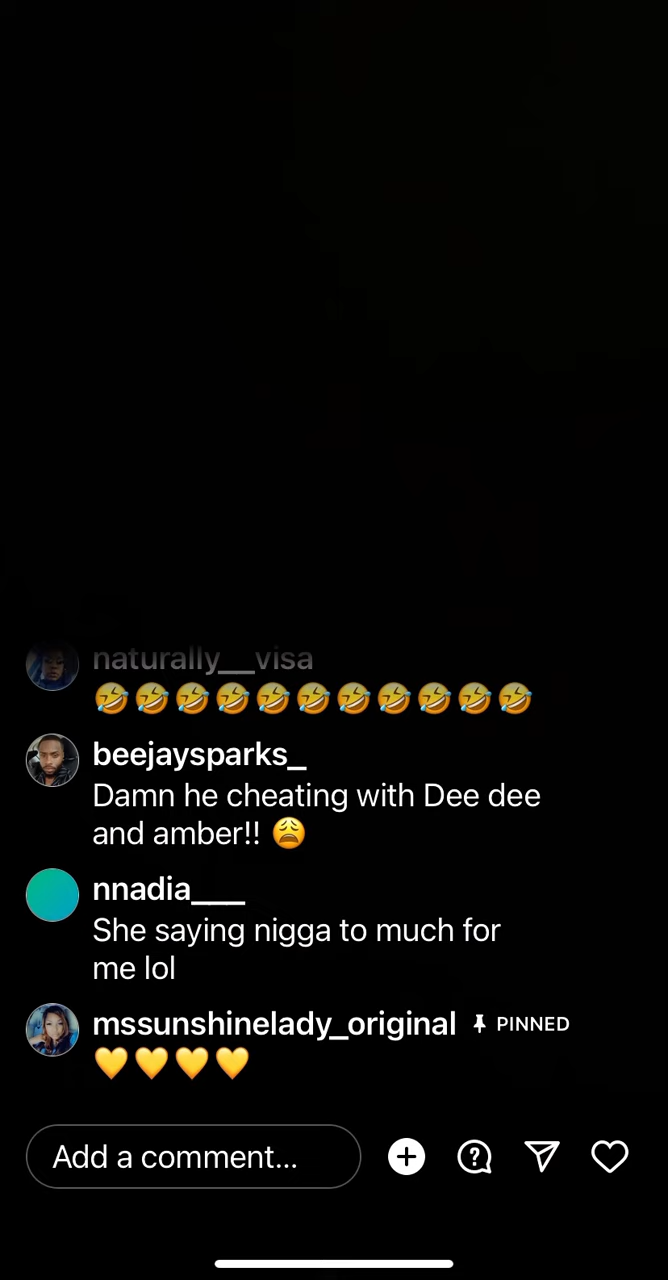 naturally__visa
🤣🤣🤣🤣🤣🤣🤣🤣🤣🤣🤣
beejaysparks_
Damn he cheating with Dee dee
and amber!! 😩
nnadia___
She saying nigga to much for
me lol
mssunshinelady_original PINNED
💛💛💛💛
Add a comment...